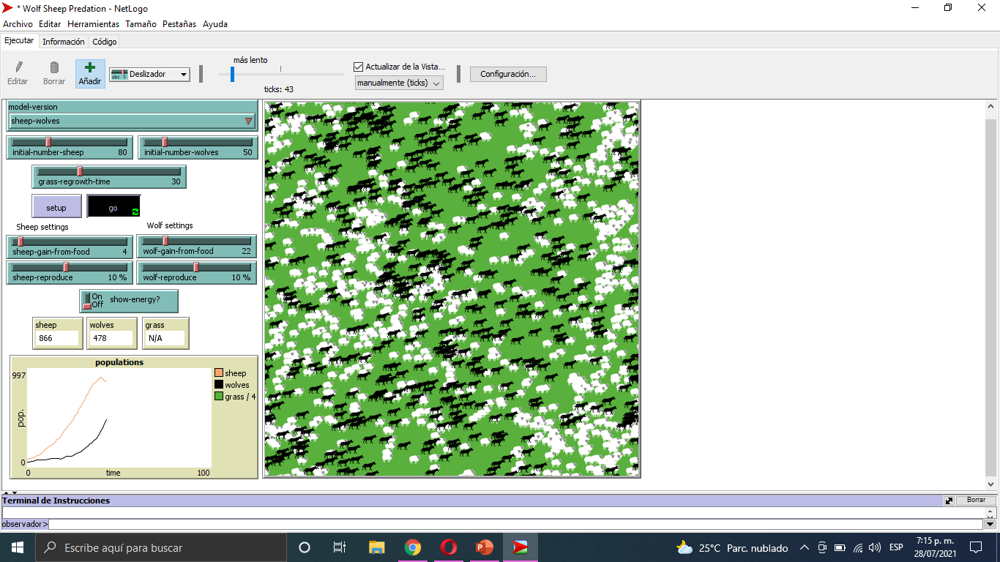 * Wolf Sheep Predation - NetLogo
Archivo Editar Herramientas Tamaño Pestañas Ayuda
Ejecutar Información Código
Editar Borrar Añadir
abc 5 Deslizador
más lento
ticks: 43
Actualizar de la Vista...
manualmente (ticks)
Configuración...
model-version
sheep-wolves
initial-number-sheep 80
initial-number-wolves 50
grass-regrowth-time 30
setup
go
Sheep settings
Wolf settings
sheep-gain-from-food 4
wolf-gain-from-food 22
sheep-reproduce 10 %
wolf-reproduce 10 %
On
Off
show-energy?
sheep
866
wolves
478
grass
N/A
populations
997
pop.
0
0 time 100
sheep
wolves
grass / 4
Terminal de Instrucciones
Borrar
observador>
Escribe aquí para buscar
25°C Parc. nublado
ESP
7:15 p. m.
28/07/2021